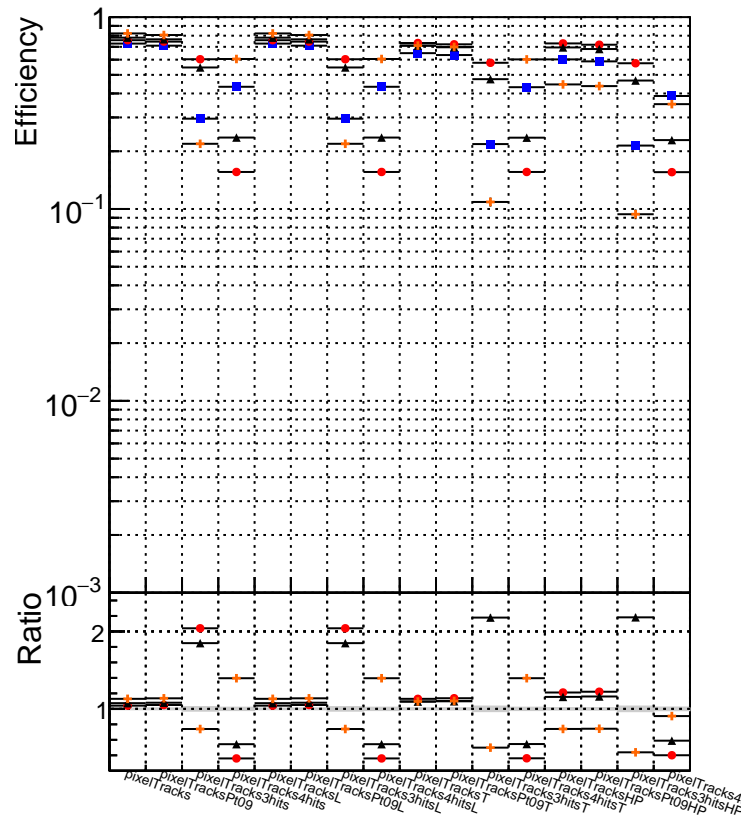 Efficiency
1
10−1
10−2
10−3
Ratio
2
1
pixelTracks
pixelTracksPt09
pixelTracks3hits
pixelTracks4hits
pixelTracksL
pixelTracksPt09L
pixelTracks3hitsL
pixelTracks4hitsL
pixelTracksT
pixelTracksPt09T
pixelTracks3hitsT
pixelTracks4hitsT
pixelTracksHP
pixelTracksPt09HP
pixelTracks3hitsHP
pixelTracks4